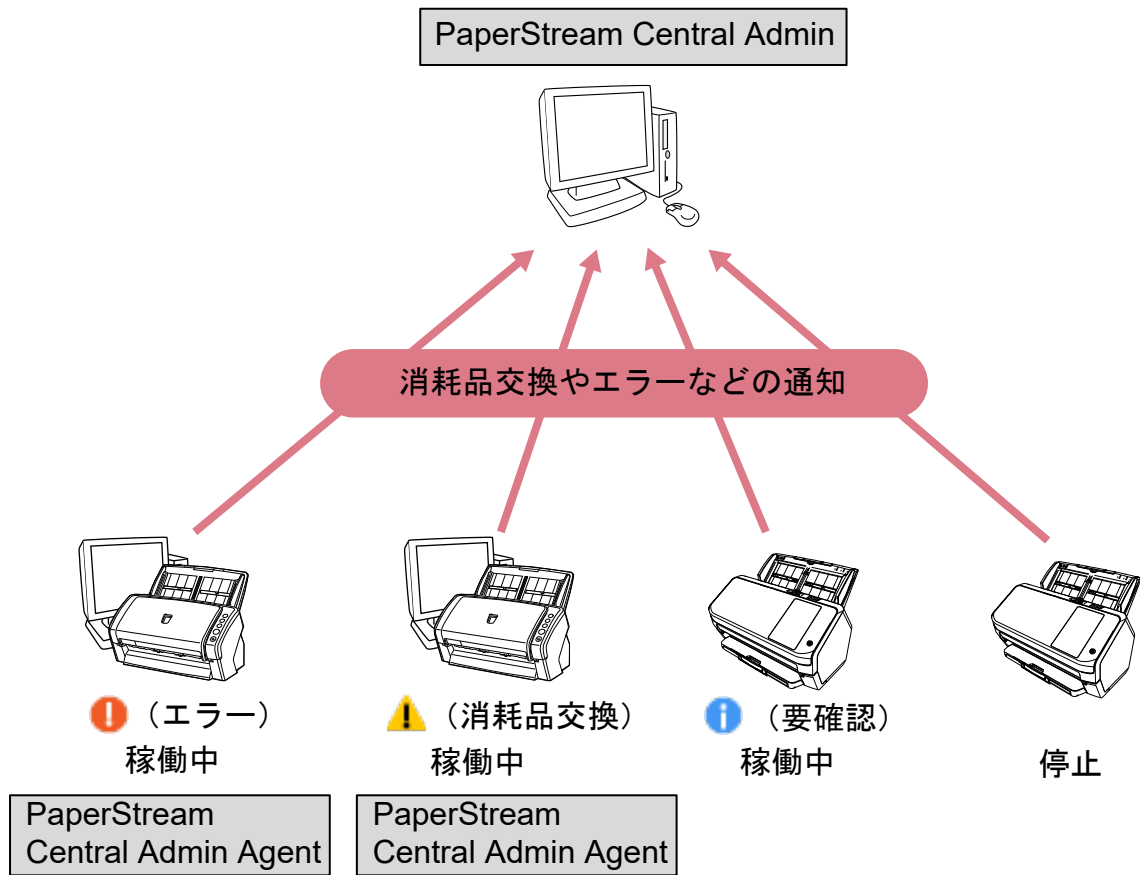 PaperStream Central Admin
消耗品交換やエラーなどの通知
（エラー）
稼働中
（消耗品交換）
稼働中
（要確認）
稼働中
停止
PaperStream
Central Admin Agent
PaperStream
Central Admin Agent